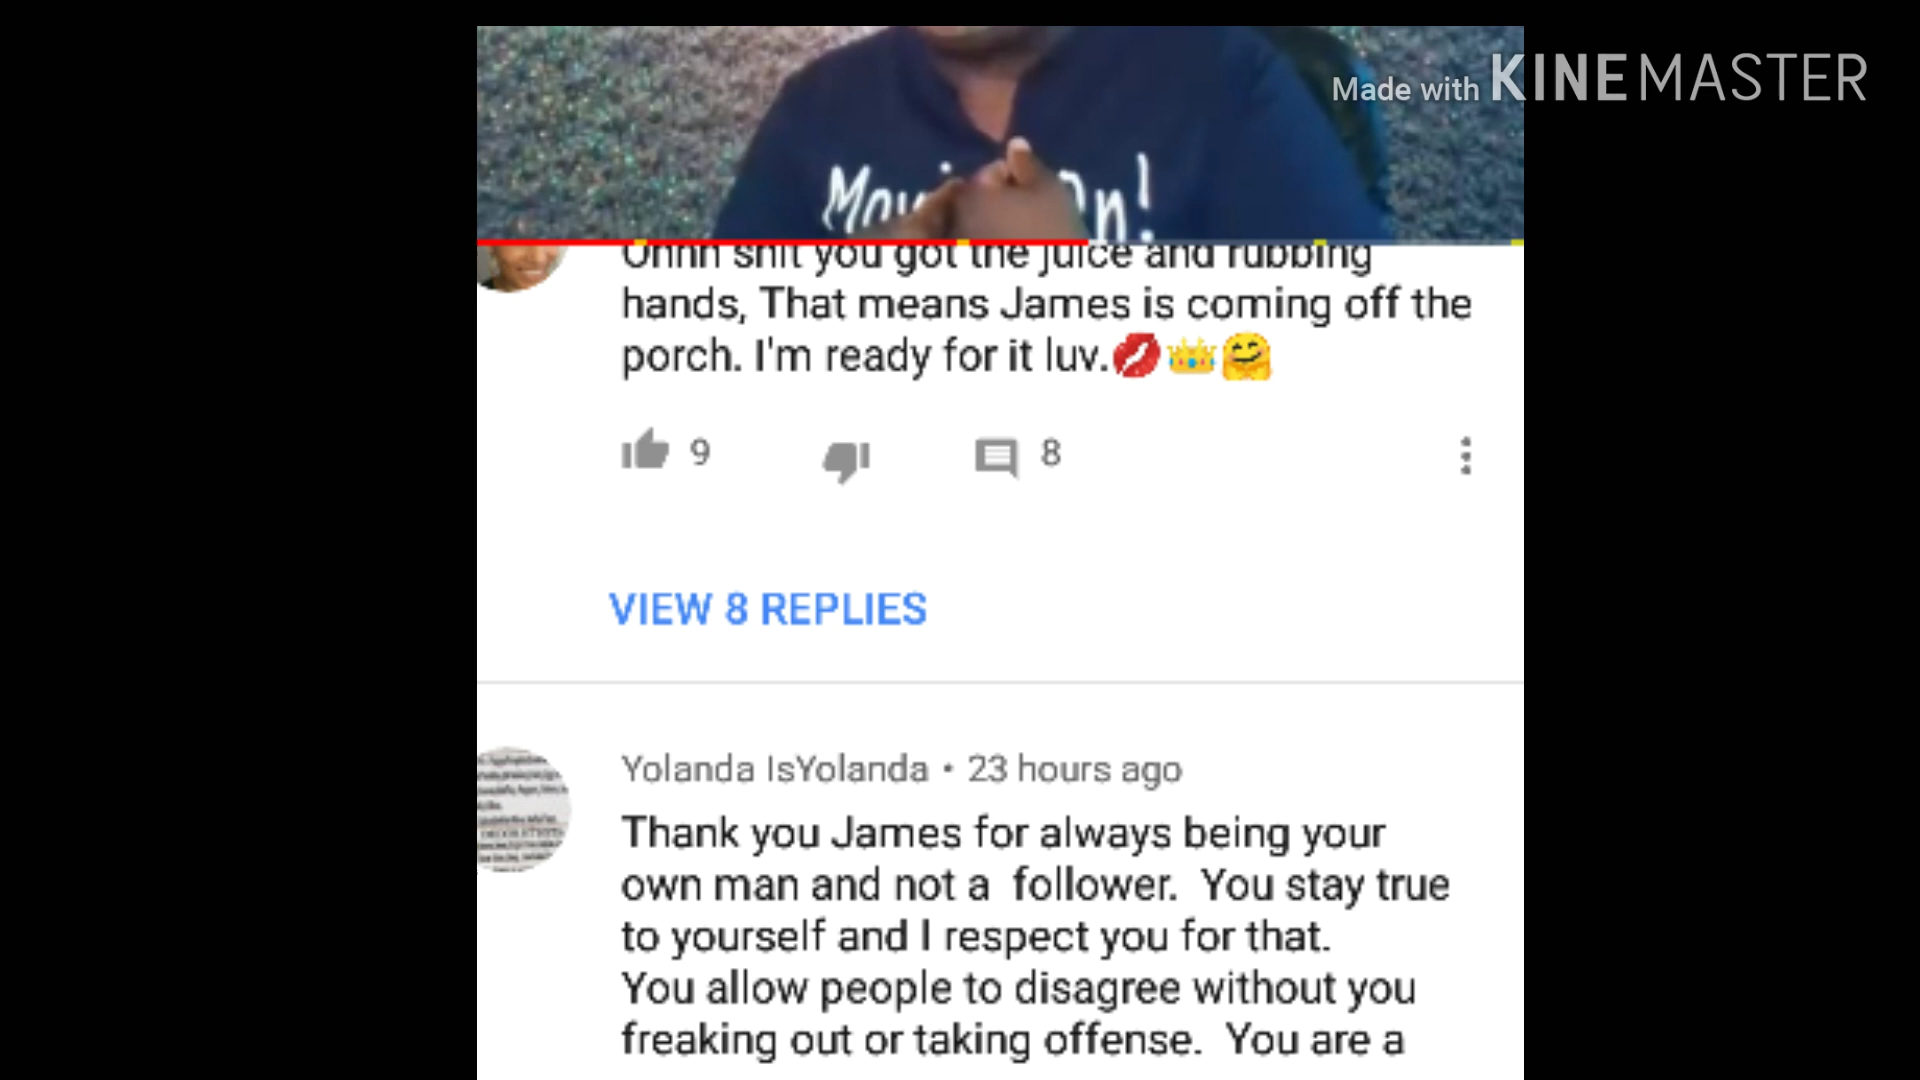 Made with KINEMASTER
Ohhh shit you got the juice and rubbing
hands, That means James is coming off the
porch. I'm ready for it luv.💋👑🤗
9
8
VIEW 8 REPLIES
Yolanda IsYolanda • 23 hours ago
Thank you James for always being your
own man and not a  follower.  You stay true
to yourself and I respect you for that.
You allow people to disagree without you
freaking out or taking offense.  You are a